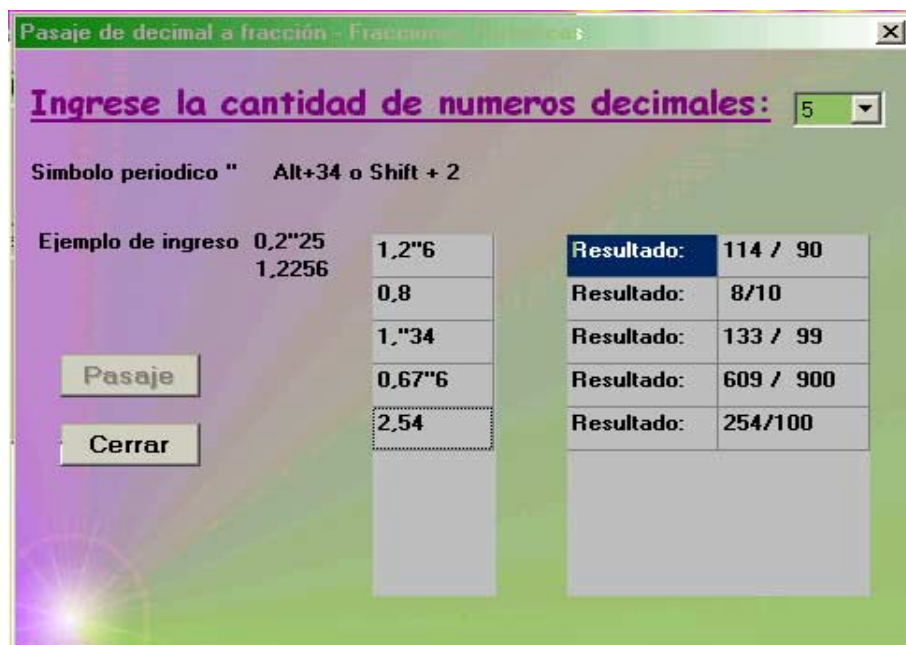 Pasaje de decimal a fracción - Fracciones
Ingrese la cantidad de numeros decimales: 5
Simbolo periodico " Alt+34 o Shift + 2
Ejemplo de ingreso 0,2"25
1,2256
1,2"6 Resultado: 114 / 90
0,8 Resultado: 8/10
1,"34 Resultado: 133 / 99
0,67"6 Resultado: 609 / 900
2,54 Resultado: 254/100
Pasaje
Cerrar